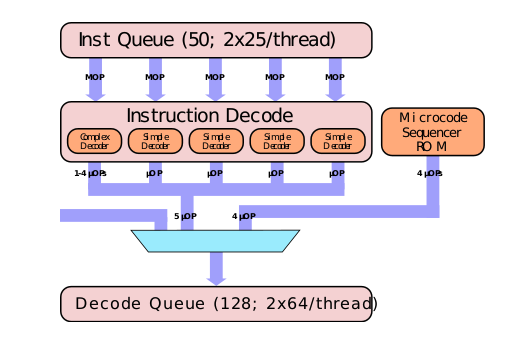 Inst Queue (50; 2x25/thread)
MOP MOP MOP MOP MOP
Instruction Decode
Complex Decoder
Simple Decoder
Simple Decoder
Simple Decoder
Simple Decoder
Microcode
Sequencer
ROM
1-4 µOPs µOP µOP µOP µOP 4 µOPs
5 µOP 4 µOP
Decode Queue (128; 2x64/thread)